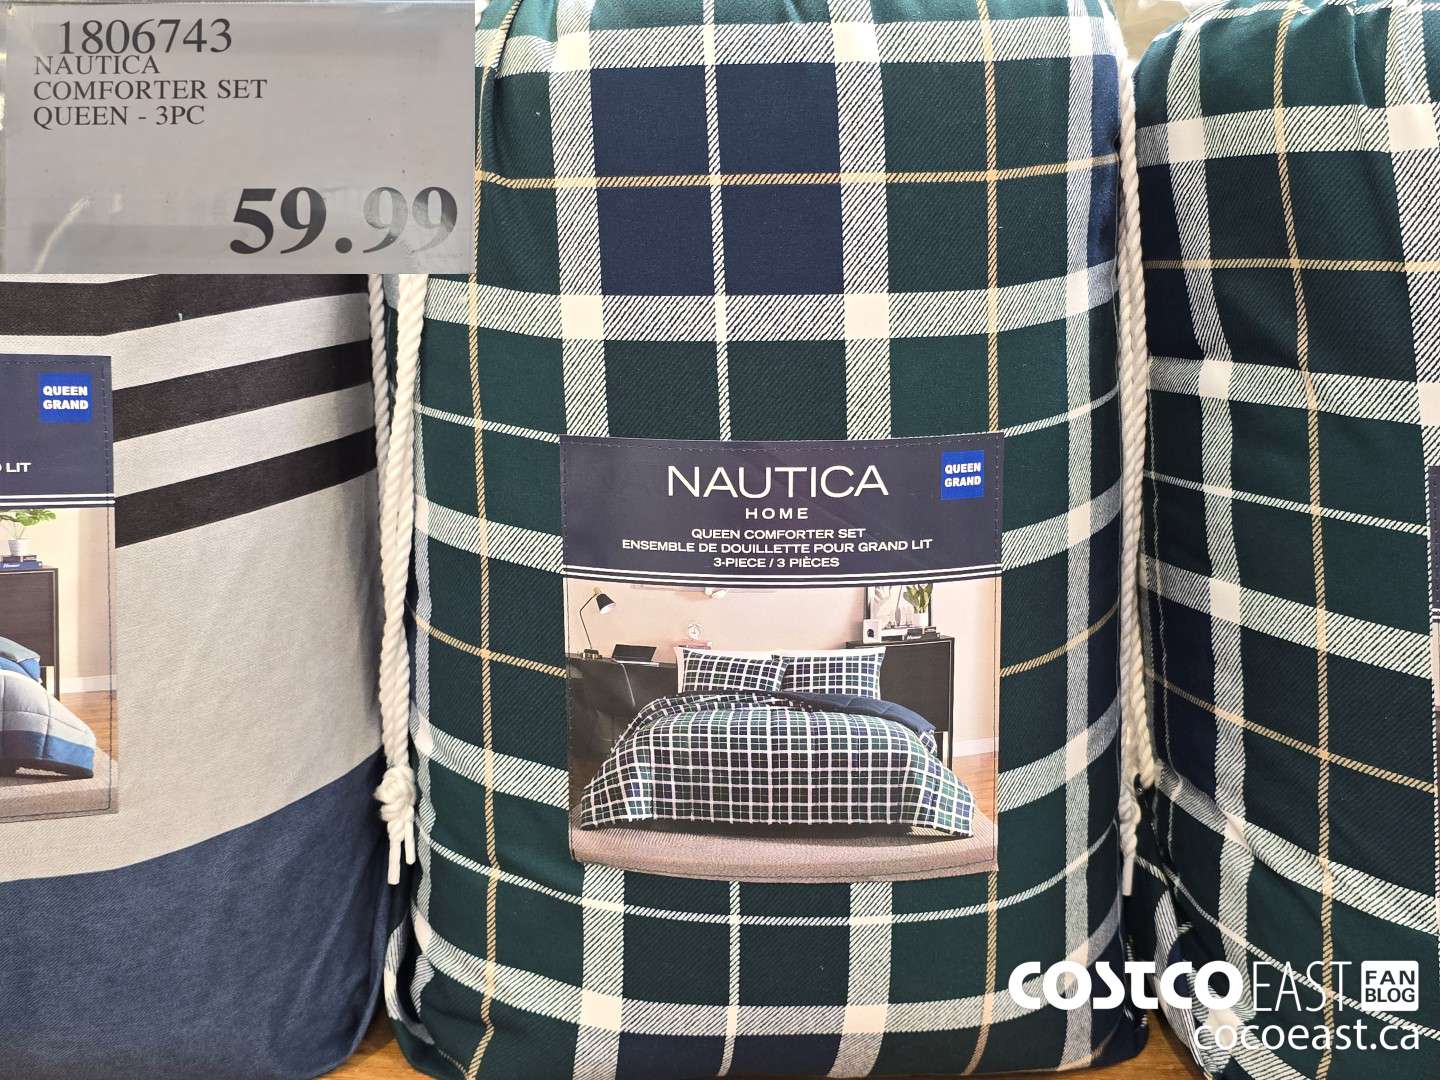 1806743
NAUTICA
COMFORTER SET
QUEEN - 3PC
59.99
QUEEN
GRAND
LIT
NAUTICA
HOME
QUEEN
GRAND
QUEEN COMFORTER SET
ENSEMBLE DE DOUILLETTE POUR GRAND LIT
3-PIECE / 3 PIÈCES
COSTCO EAST FAN BLOG
cocoeast.ca